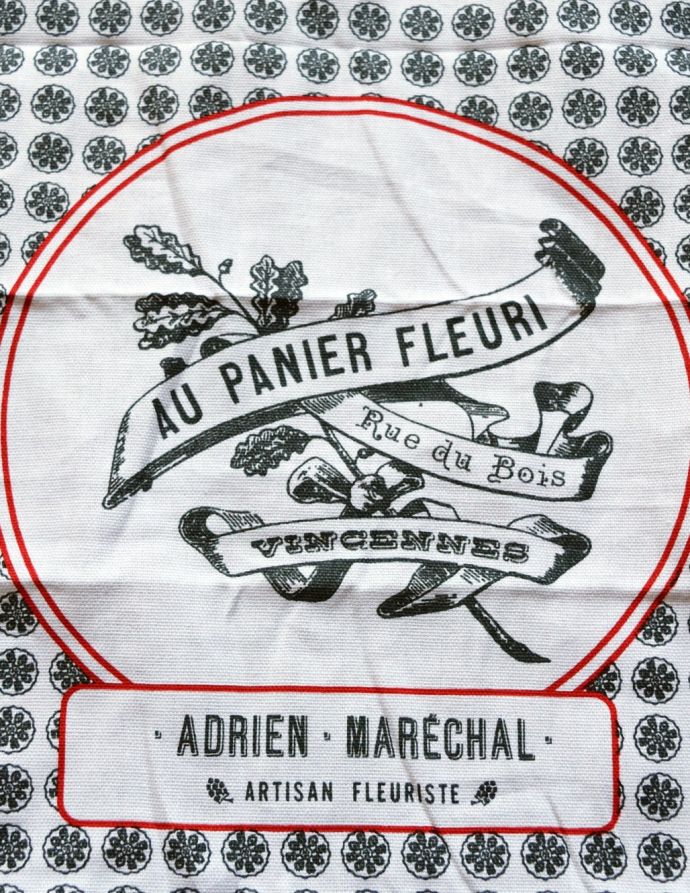 AU PANIER FLEURI
Rue du Bois
VINCENNES
· ADRIEN · MARÉCHAL ·
ARTISAN FLEURISTE